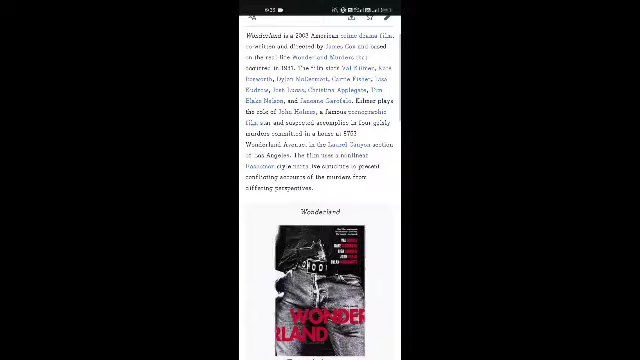 Wonderland is a 2003 American crime drama film,
co-written and directed by James Cox and based
on the real-life Wonderland Murders that
occurred in 1981. The film stars Val Kilmer, Kate
Bosworth, Dylan McDermott, Carrie Fisher, Lisa
Kudrow, Josh Lucas, Christina Applegate, Tim
Blake Nelson, and Janeane Garofalo. Kilmer plays
the role of John Holmes, a famous pornographic
film star and suspected accomplice in four grisly
murders committed in a house at 8763
Wonderland Avenue, in the Laurel Canyon section
of Los Angeles. The film uses a nonlinear
Rashomon style narrative structure to present
conflicting accounts of the murders from
differing perspectives.
Wonderland
WONDER
RLAND